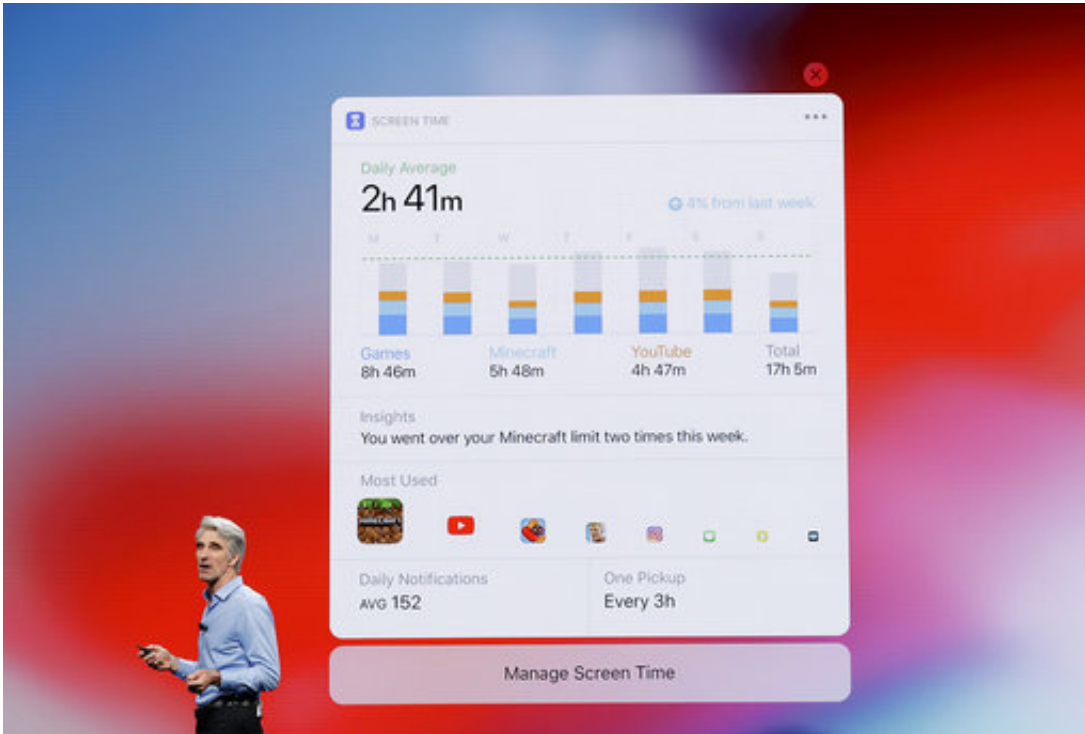 SCREEN TIME
Daily Average
2h 41m
4% from last week
M T W T F S S
Games Minecraft YouTube Total
8h 46m 5h 48m 4h 47m 17h 5m
Insights
You went over your Minecraft limit two times this week.
Most Used
MINECRAFT
Daily Notifications One Pickup
AVG 152 Every 3h
Manage Screen Time